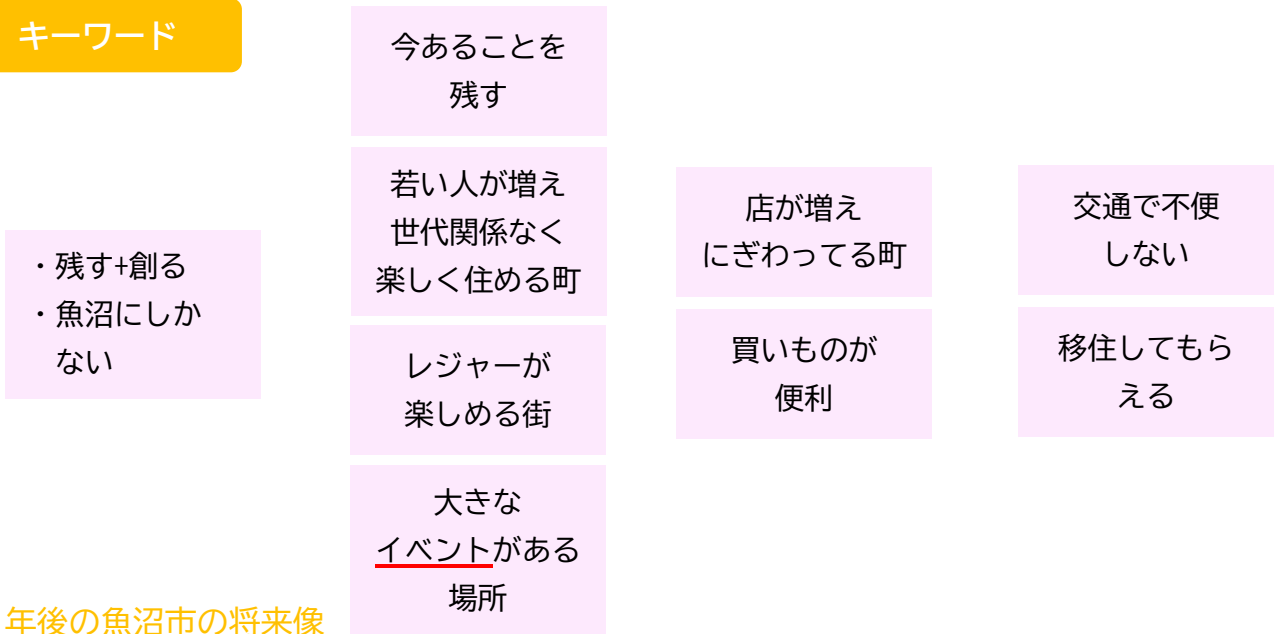 キーワード
・残す+創る
・魚沼にしか
ない
今あることを
残す
若い人が増え
世代関係なく
楽しく住める町
レジャーが
楽しめる街
大きな
イベントがある
場所
店が増え
にぎわってる町
買いものが
便利
交通で不便
しない
移住してもら
える
年後の魚沼市の将来像